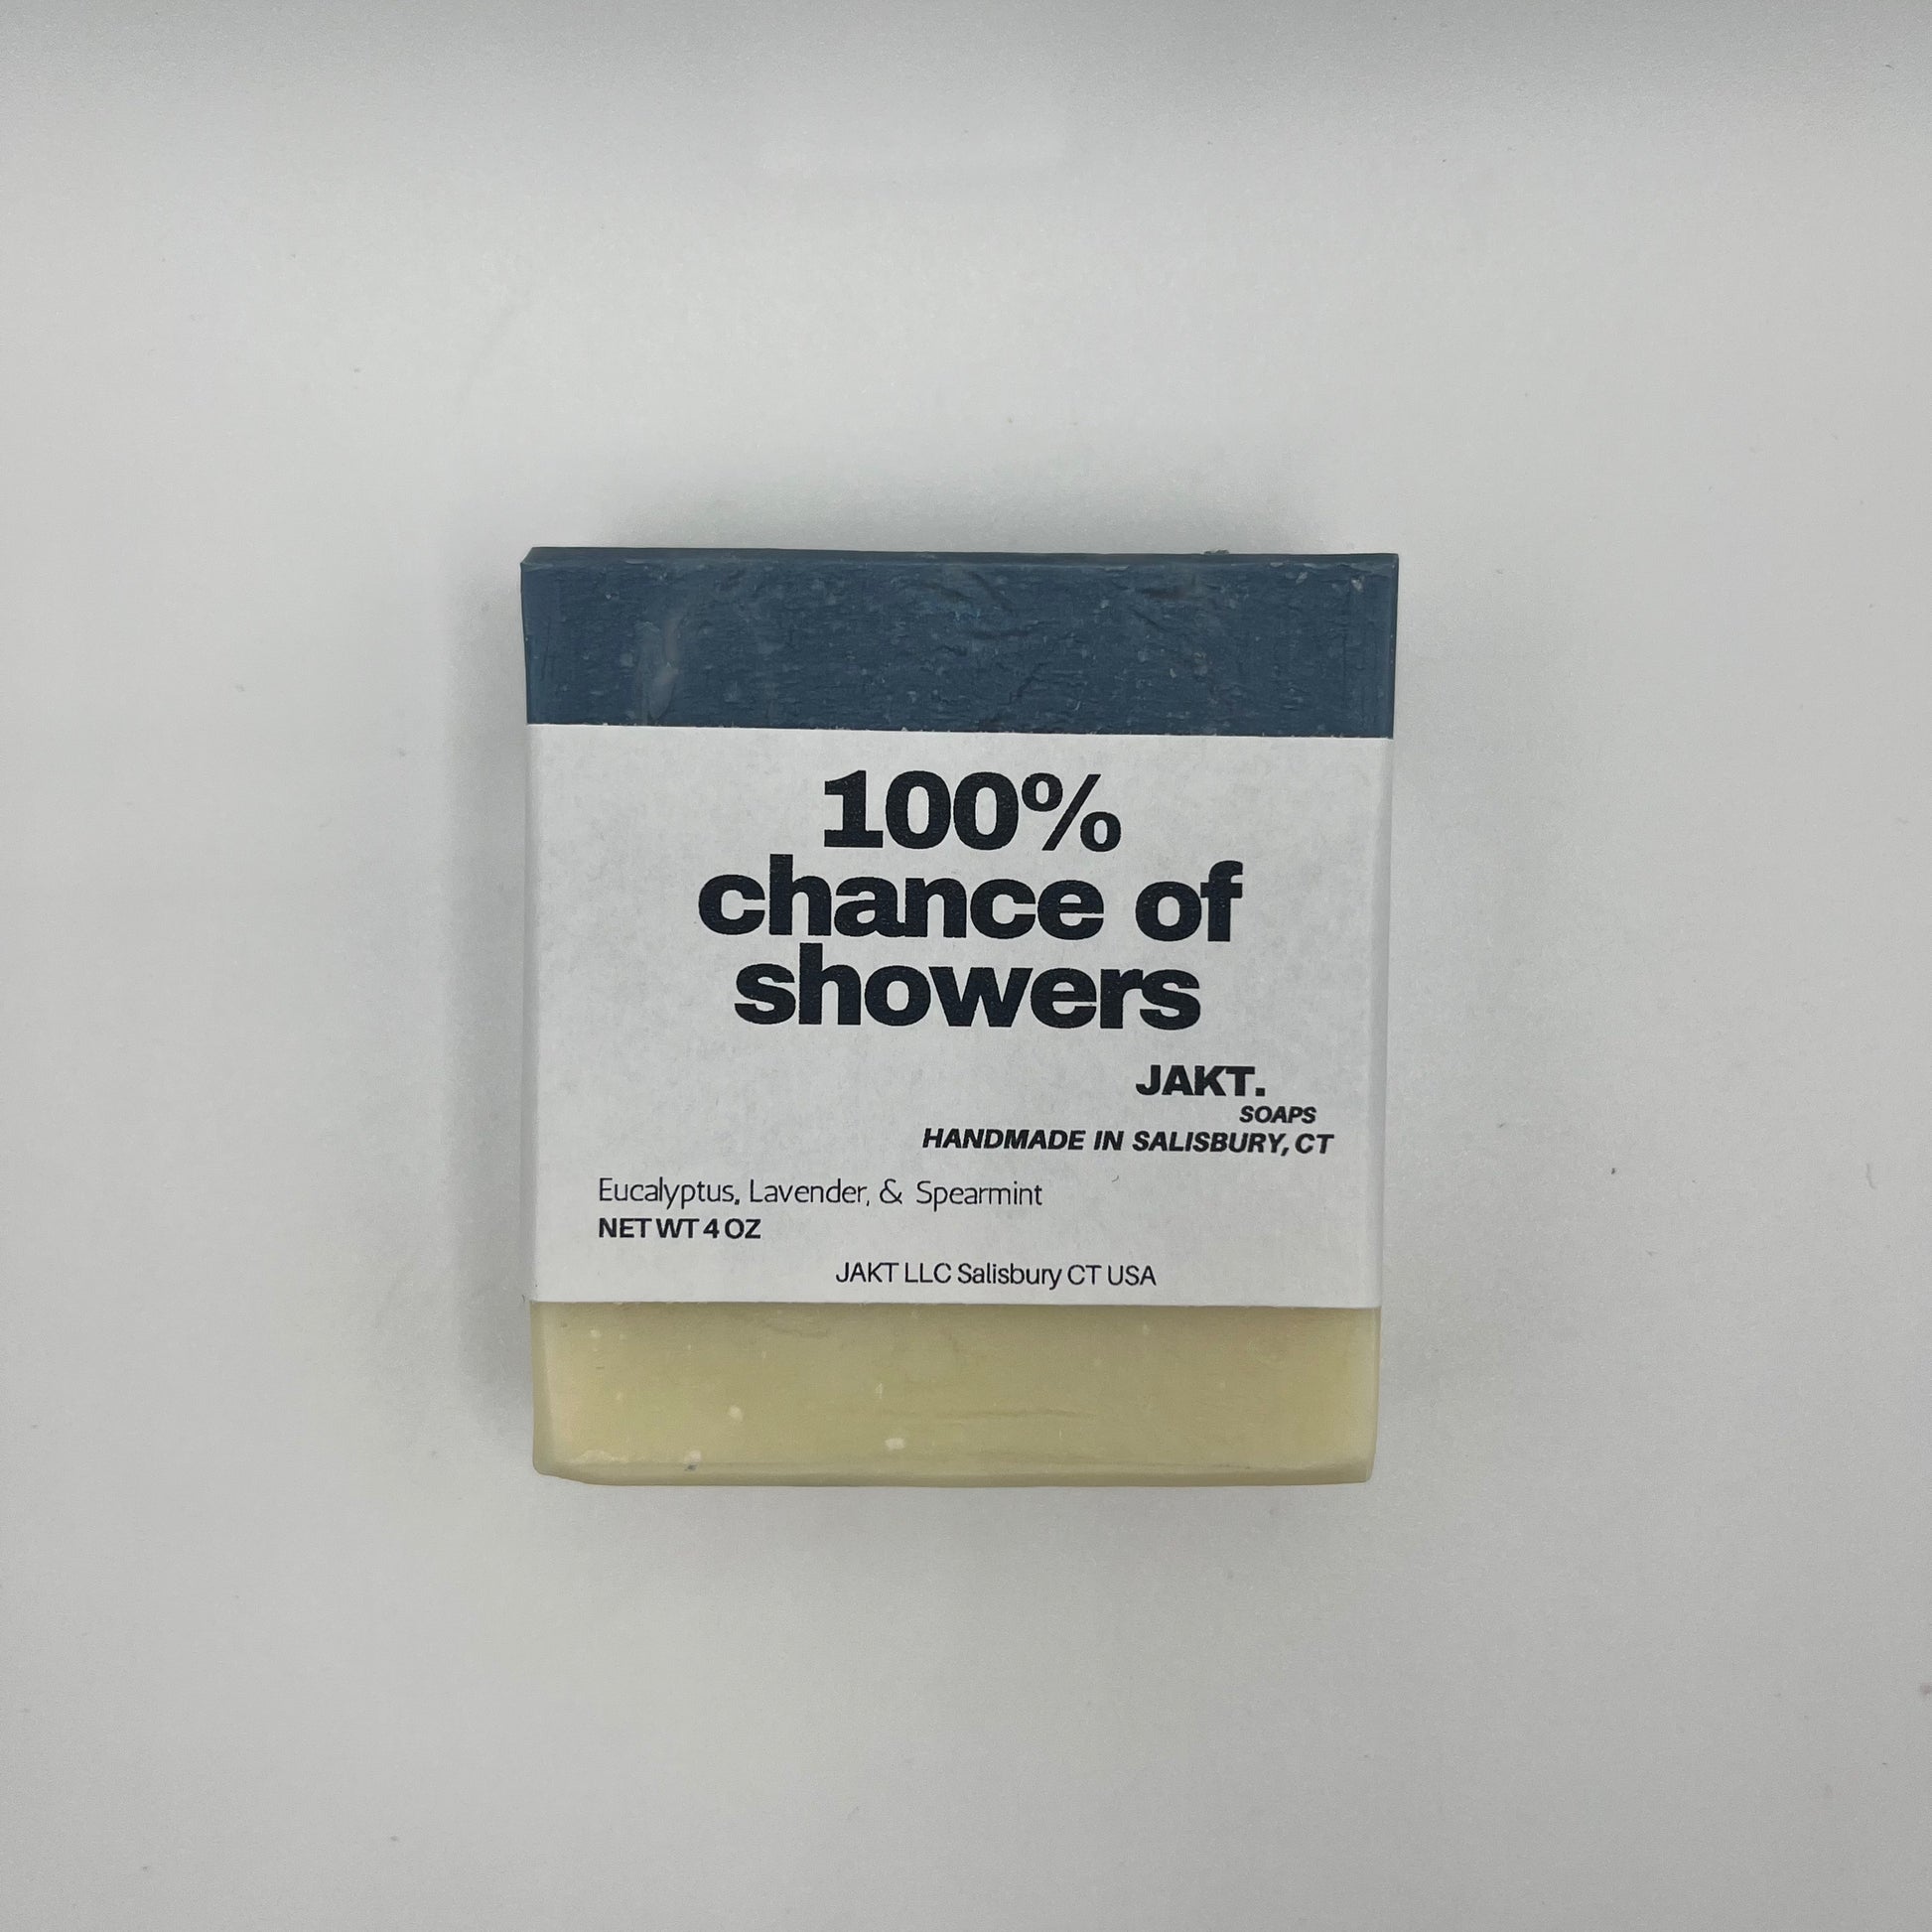 100%
chance of
showers
JAKT.
SOAPS
HANDMADE IN SALISBURY, CT
Eucalyptus, Lavender, & Spearmint
NET WT 4 OZ
JAKT LLC Salisbury CT USA